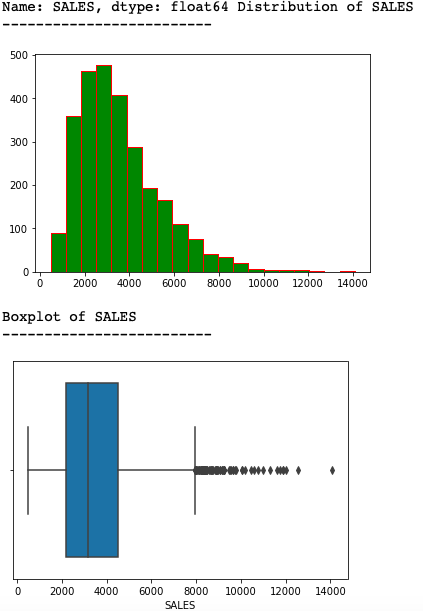 Name: SALES, dtype: float64 Distribution of SALES
---------------------------
500
400
300
200
100
0
0 2000 4000 6000 8000 10000 12000 14000
Boxplot of SALES
---------------------------
0 2000 4000 6000 8000 10000 12000 14000
SALES